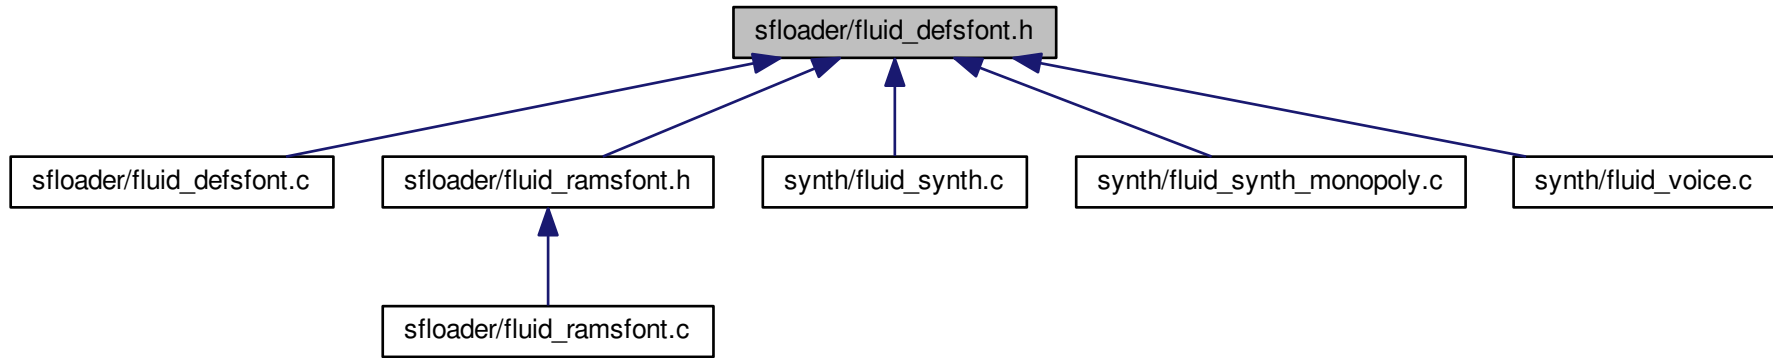 sfloader/fluid_defsfont.h
sfloader/fluid_defsfont.c
sfloader/fluid_ramsfont.h
synth/fluid_synth.c
synth/fluid_synth_monopoly.c
synth/fluid_voice.c
sfloader/fluid_ramsfont.c